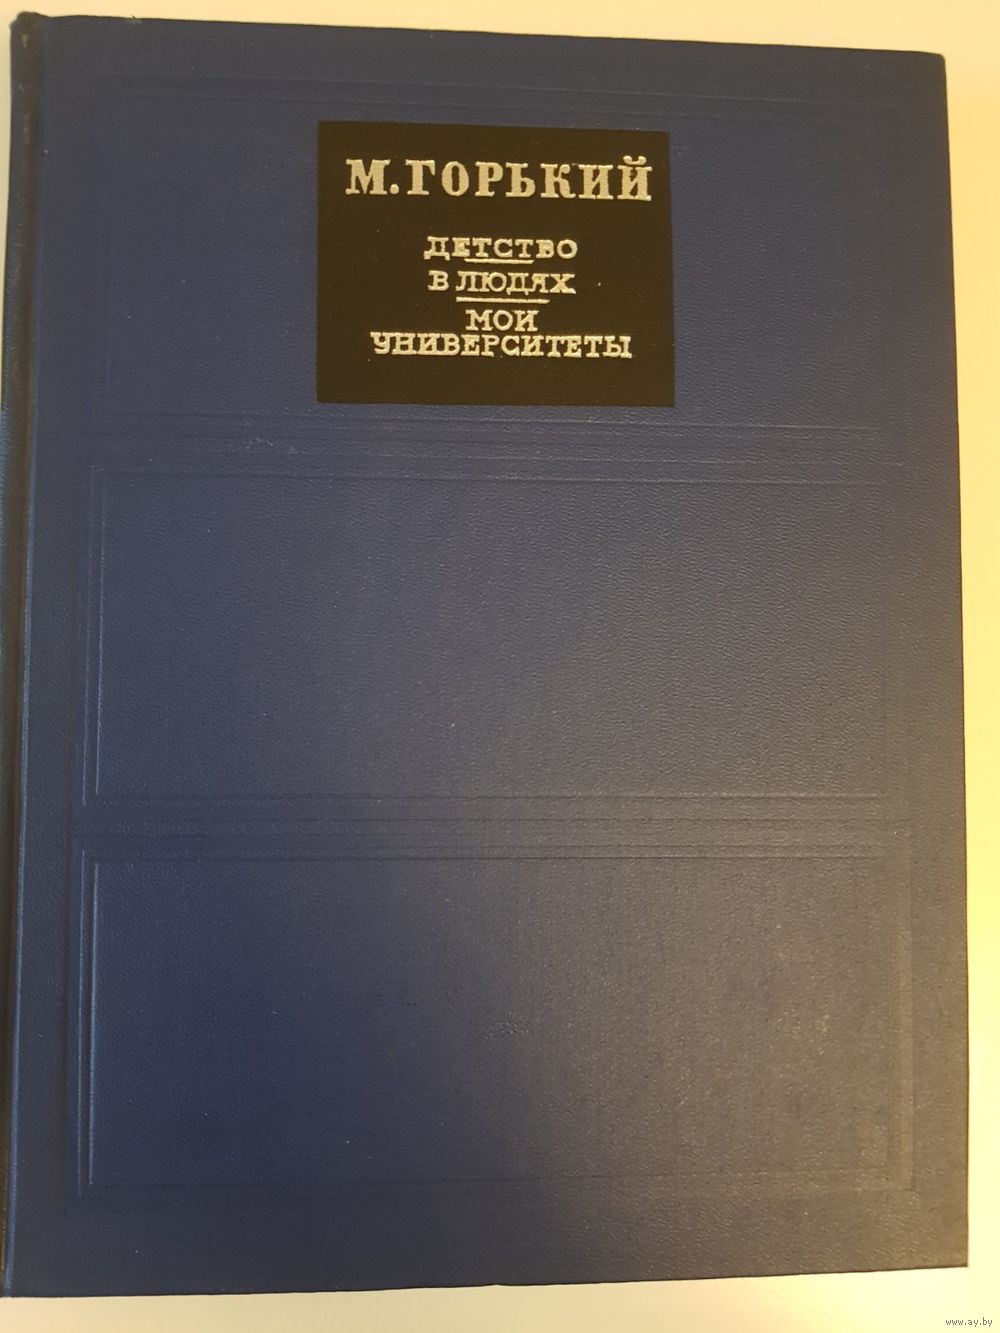 М.ГОРЬКИЙ
ДЕТСТВО
В ЛЮДЯХ
МОИ
УНИВЕРСИТЕТЫ
www.ay.by